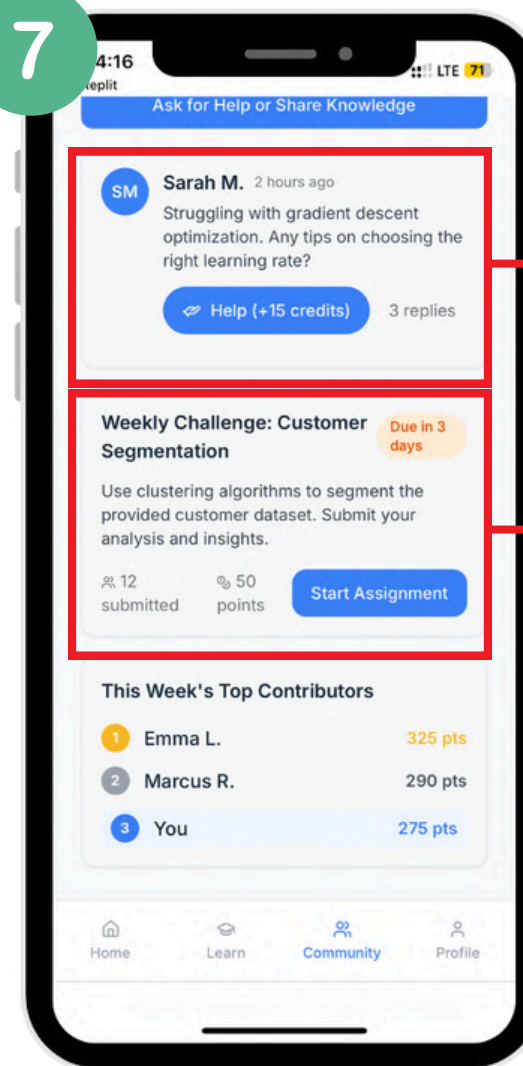 7
4:16
LTE 71
eplit
Ask for Help or Share Knowledge
SM
Sarah M. 2 hours ago
Struggling with gradient descent
optimization. Any tips on choosing the
right learning rate?
Help (+15 credits) 3 replies
Weekly Challenge: Customer
Segmentation
Due in 3
days
Use clustering algorithms to segment the
provided customer dataset. Submit your
analysis and insights.
12
submitted
50
points
Start Assignment
This Week's Top Contributors
1 Emma L. 325 pts
2 Marcus R. 290 pts
3 You 275 pts
Home Learn Community Profile